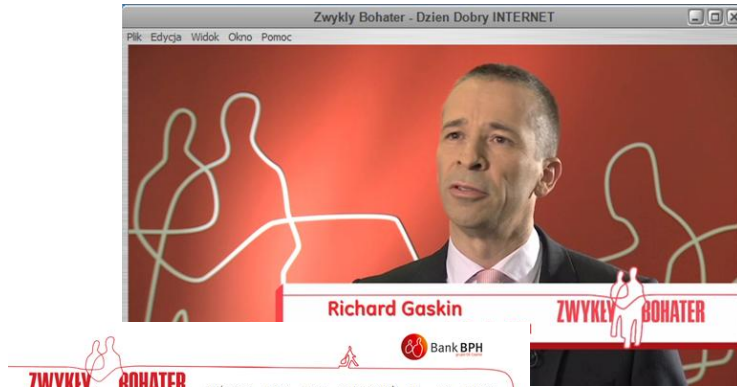 Zwykly Bohater - Dzien Dobry INTERNET
Plik Edycja Widok Okno Pomoc
Richard Gaskin
ZWYKŁY BOHATER
Bank BPH
ZWYKŁY BOHATER